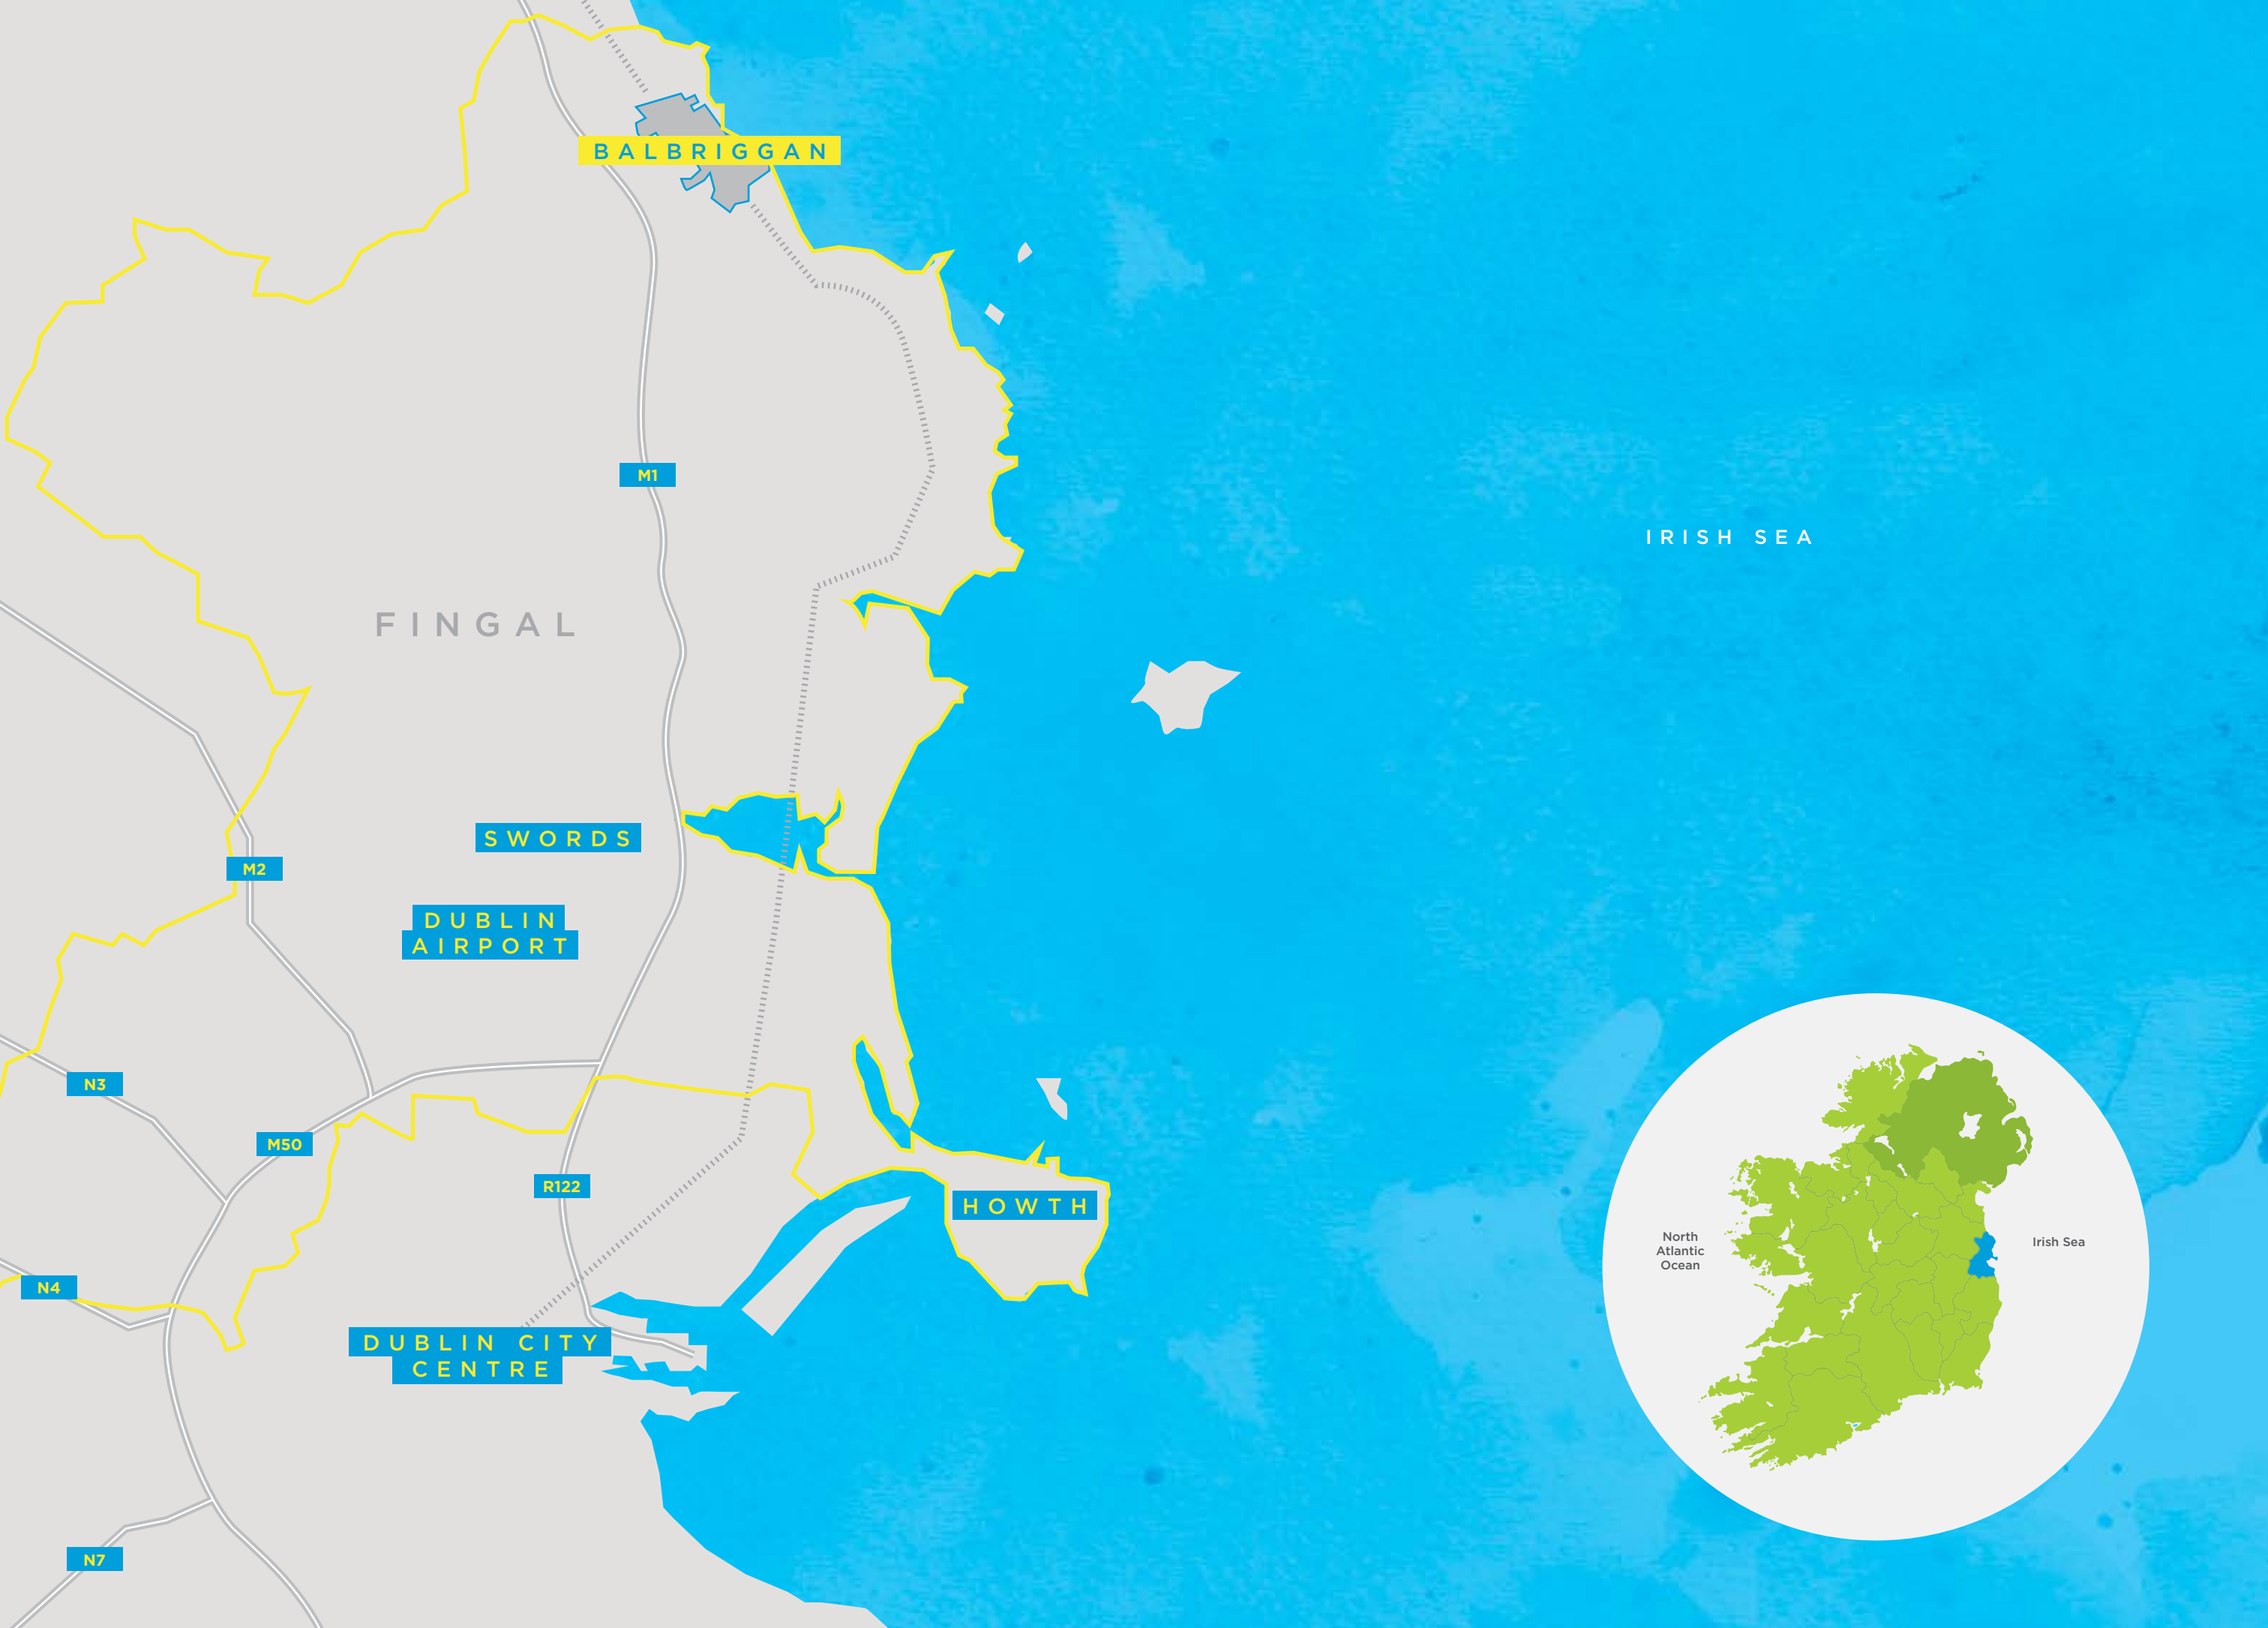 BALBRIGGAN
M1
IRISH SEA
FINGAL
SWORDS
M2
DUBLIN
AIRPORT
N3
M50
R122
HOWTH
North
Atlantic
Ocean
Irish Sea
N4
DUBLIN CITY
CENTRE
N7